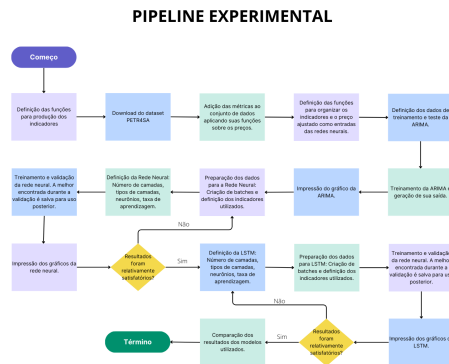 PIPELINE EXPERIMENTAL
Começo
Definição das funções
para produção dos
indicadores.
Download do dataset
PETR4SA
Adição das métricas ao
conjunto de dados
aplicando suas funções
sobre os preços.
Definição das funções
para organizar os
indicadores e o preço
ajustado como entradas
das redes neurais.
Definição dos dados de
treinamento e teste da
ARIMA.
Treinamento e validação
da rede neural. A melhor
encontrada durante a
validação é salva para uso
posterior.
Definição da Rede Neural:
Número de camadas,
tipos de camadas,
neurônios, taxa de
aprendizagem.
Preparação dos dados
para a Rede Neural:
Criação de batches e
definição dos indicadores
utilizados.
Impressão do gráfico da
ARIMA.
Treinamento da ARIMA e
geração de sua saída.
Não
Impressão dos gráficos da
rede neural.
Resultados
foram
relativamente
satisfatórios?
Sim
Definição da LSTM:
Número de camadas,
tipos de camadas,
neurônios, taxa de
aprendizagem.
Preparação dos dados
para LSTM: Criação de
batches e definição dos
indicadores utilizados.
Treinamento e validação
da rede neural. A melhor
encontrada durante a
validação é salva para uso
posterior.
Não
Término
Comparação dos
resultados dos modelos
utilizados.
Sim
Resultados
foram
relativamente
satisfatórios?
Impressão dos gráficos da
LSTM.